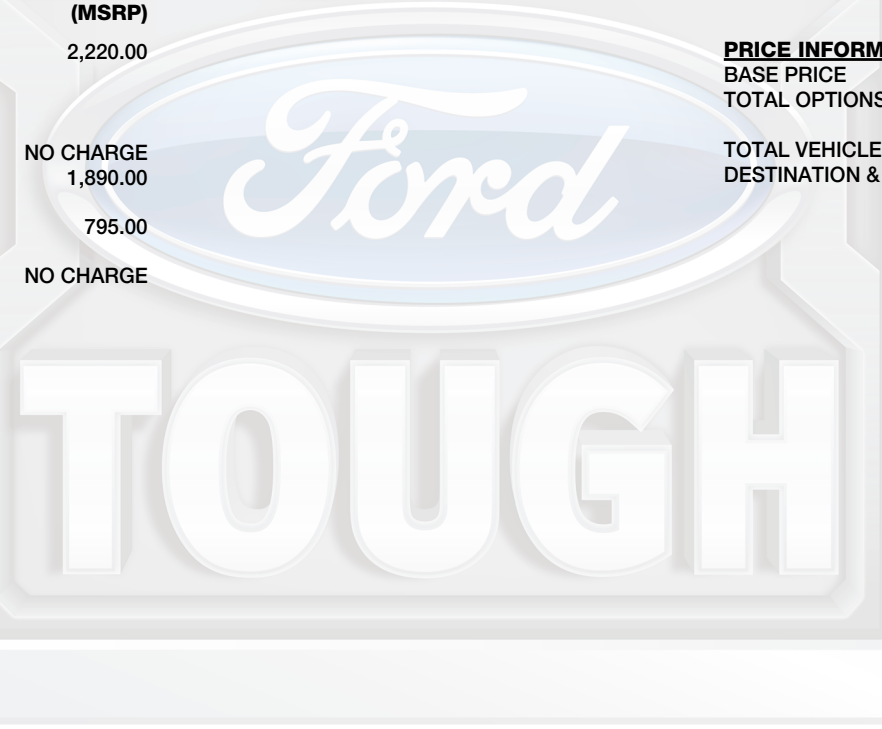 (MSRP)
2,220.00
NO CHARGE
1,890.00
795.00
NO CHARGE
PRICE INFORM
BASE PRICE
TOTAL OPTIONS
TOTAL VEHICLE
DESTINATION &
Ford
TOUGH